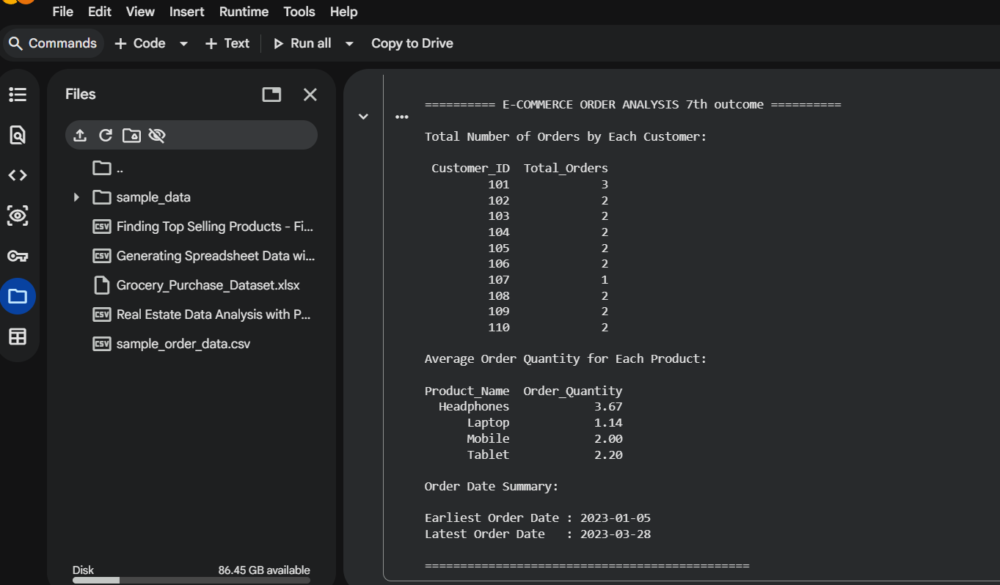 File Edit View Insert Runtime Tools Help
Commands + Code + Text Run all Copy to Drive
Files
..
sample_data
CSV Finding Top Selling Products - Fi...
CSV Generating Spreadsheet Data wi...
Grocery_Purchase_Dataset.xlsx
CSV Real Estate Data Analysis with P...
CSV sample_order_data.csv
Disk 86.45 GB available
========== E-COMMERCE ORDER ANALYSIS 7th outcome ==========
Total Number of Orders by Each Customer:
Customer_ID Total_Orders
101 3
102 2
103 2
104 2
105 2
106 2
107 1
108 2
109 2
110 2
Average Order Quantity for Each Product:
Product_Name Order_Quantity
Headphones 3.67
Laptop 1.14
Mobile 2.00
Tablet 2.20
Order Date Summary:
Earliest Order Date : 2023-01-05
Latest Order Date : 2023-03-28
==============================================